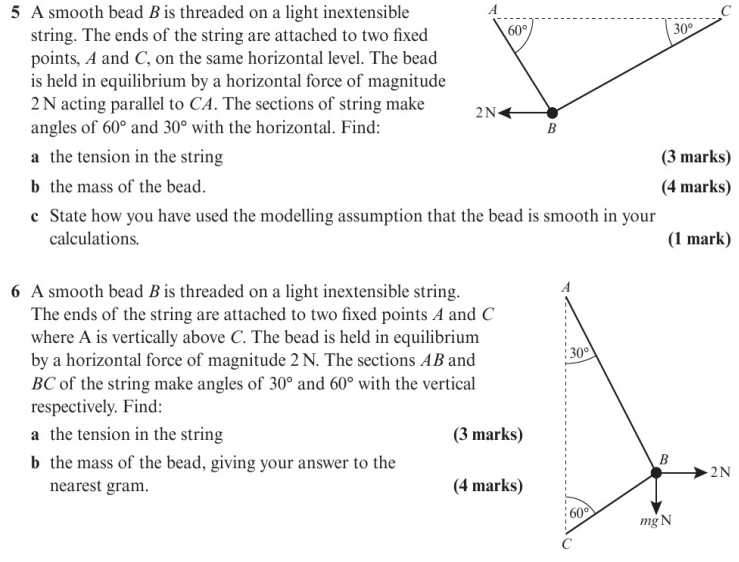 5 A smooth bead B is threaded on a light inextensible
string. The ends of the string are attached to two fixed
points, A and C, on the same horizontal level. The bead
is held in equilibrium by a horizontal force of magnitude
2 N acting parallel to CA. The sections of string make
angles of 60° and 30° with the horizontal. Find:
A
C
60°
30°
2 N
B
a the tension in the string (3 marks)
b the mass of the bead. (4 marks)
c State how you have used the modelling assumption that the bead is smooth in your
calculations. (1 mark)
6 A smooth bead B is threaded on a light inextensible string.
The ends of the string are attached to two fixed points A and C
where A is vertically above C. The bead is held in equilibrium
by a horizontal force of magnitude 2 N. The sections AB and
BC of the string make angles of 30° and 60° with the vertical
respectively. Find:
a the tension in the string (3 marks)
b the mass of the bead, giving your answer to the
nearest gram. (4 marks)
A
30°
B
2 N
60°
mg N
C